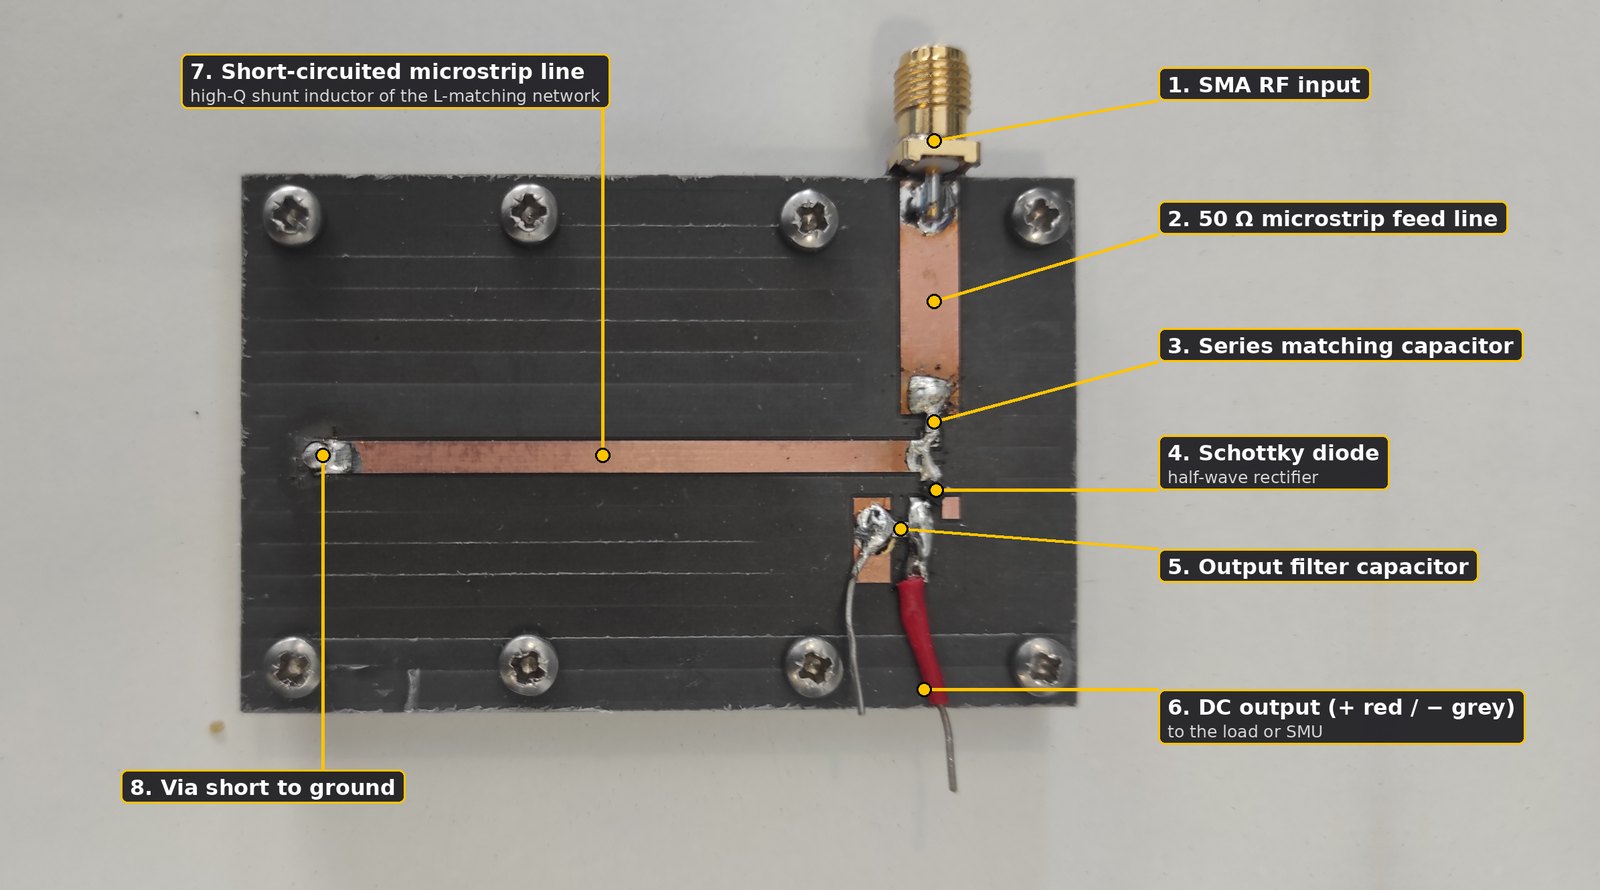 7. Short-circuited microstrip line
high-Q shunt inductor of the L-matching network
1. SMA RF input
2. 50 Ω microstrip feed line
3. Series matching capacitor
4. Schottky diode
half-wave rectifier
5. Output filter capacitor
6. DC output (+ red / − grey)
to the load or SMU
8. Via short to ground